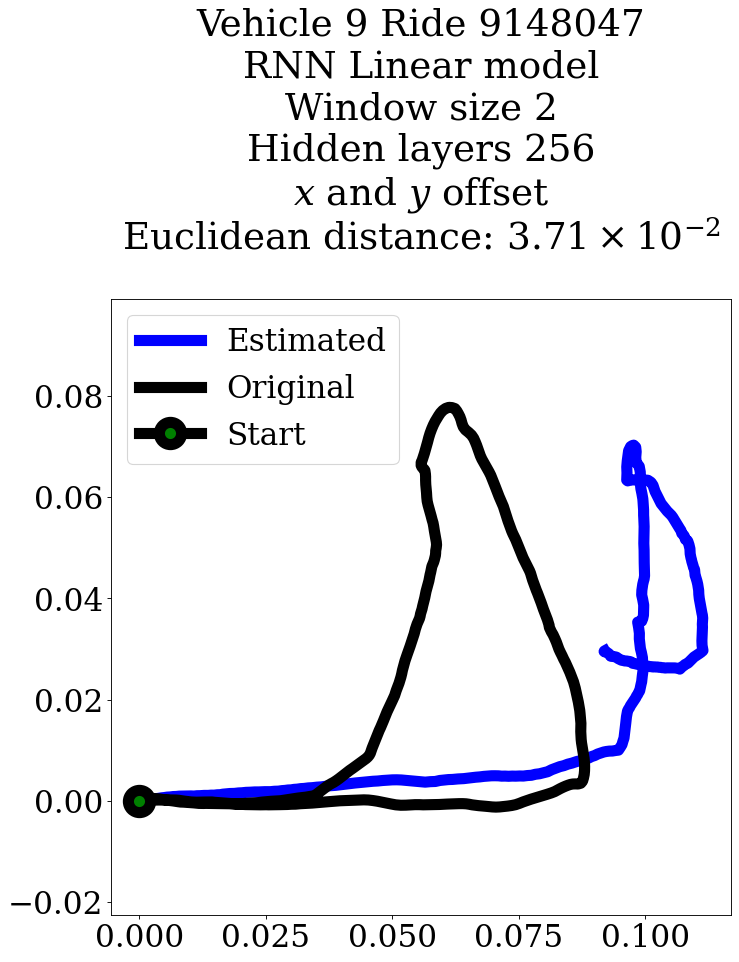 Vehicle 9 Ride 9148047
RNN Linear model
Window size 2
Hidden layers 256
x and y offset
Euclidean distance: 3.71 × 10⁻²
Estimated
Original
Start
0.08
0.06
0.04
0.02
0.00
−0.02
0.000 0.025 0.050 0.075 0.100